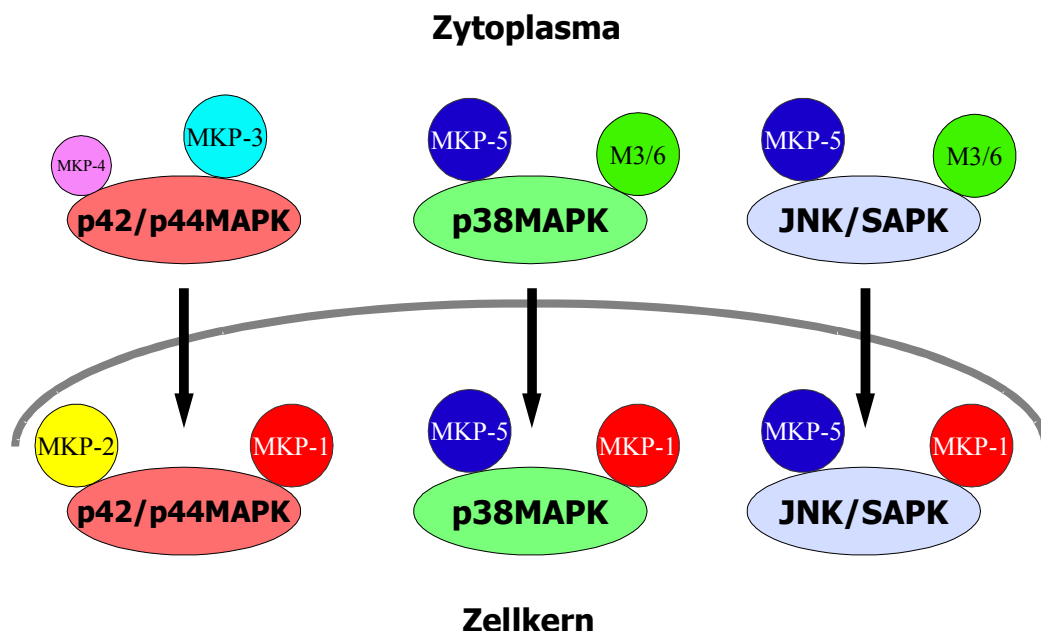 Zytoplasma
MKP-4 MKP-3 MKP-5 M3/6 MKP-5 M3/6
p42/p44MAPK p38MAPK JNK/SAPK
MKP-2 MKP-1 MKP-5 MKP-1 MKP-5 MKP-1
p42/p44MAPK p38MAPK JNK/SAPK
Zellkern